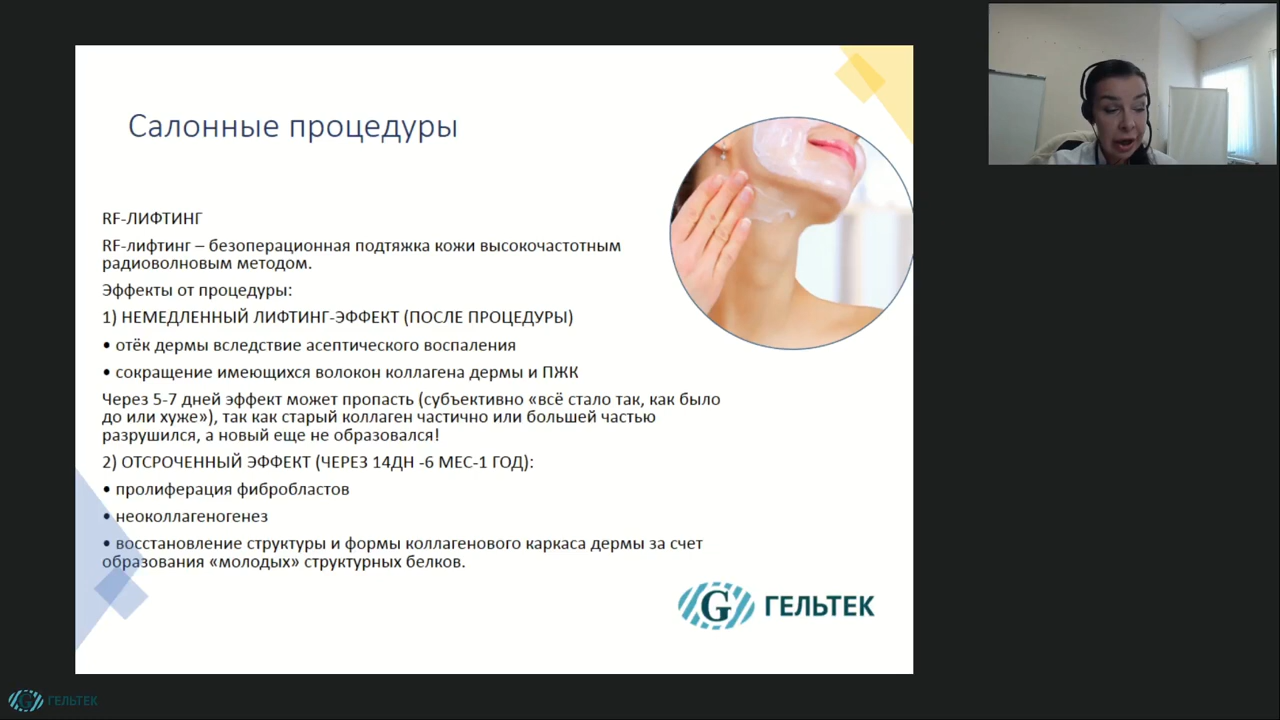 Салонные процедуры
RF-ЛИФТИНГ
RF-лифтинг – безоперационная подтяжка кожи высокочастотным
радиоволновым методом.
Эффекты от процедуры:
1) НЕМЕДЛЕННЫЙ ЛИФТИНГ-ЭФФЕКТ (ПОСЛЕ ПРОЦЕДУРЫ)
• отёк дермы вследствие асептического воспаления
• сокращение имеющихся волокон коллагена дермы и ПЖК
Через 5-7 дней эффект может пропасть (субъективно «всё стало так, как было
до или хуже»), так как старый коллаген частично или большей частью
разрушился, а новый еще не образовался!
2) ОТСРОЧЕННЫЙ ЭФФЕКТ (ЧЕРЕЗ 14ДН -6 МЕС-1 ГОД):
• пролиферация фибробластов
• неоколлагеногенез
• восстановление структуры и формы коллагенового каркаса дермы за счет
образования «молодых» структурных белков.
G ГЕЛЬТЕК
G ГЕЛЬТЕК